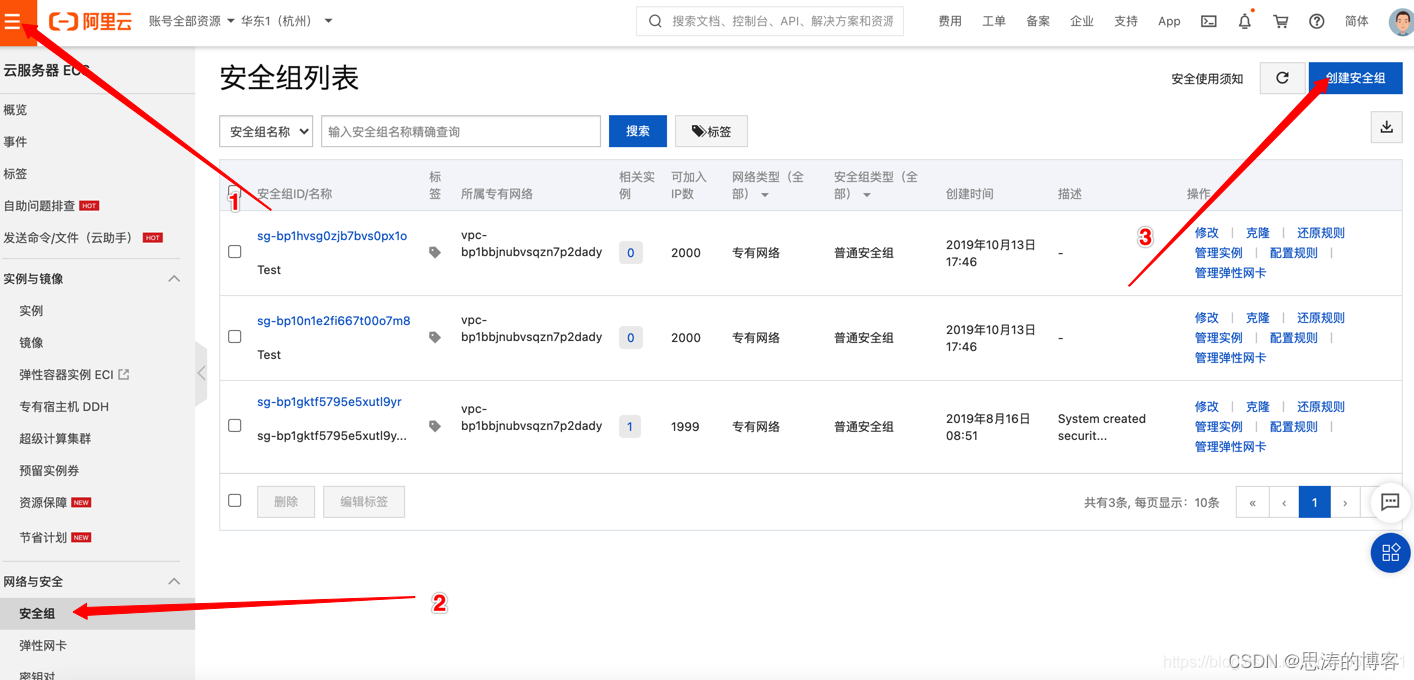 阿里云 账号全部资源 华东1（杭州） 搜索文档、控制台、API、解决方案和资源 费用 工单 备案 企业 支持 App 简体
云服务器 ECS
概览
事件
标签
自助问题排查 HOT
发送命令/文件（云助手） HOT
实例与镜像
实例
镜像
弹性容器实例 ECI
专有宿主机 DDH
超级计算集群
预留实例券
资源保障 NEW
节省计划 NEW
网络与安全
安全组
弹性网卡
密钥对
安全组列表
安全使用须知 创建安全组
安全组名称 输入安全组名称精确查询 搜索 标签
安全组ID/名称 标签 所属专有网络 相关实例 可加入IP数 网络类型（全部） 安全组类型（全部） 创建时间 描述 操作
sg-bp1hvsg0zjb7bvs0px1o
Test
vpc-
bp1bbjnubvsqzn7p2dady
0 2000 专有网络 普通安全组
2019年10月13日
17:46
-
修改 克隆 还原规则
管理实例 配置规则
管理弹性网卡
sg-bp10n1e2fi667t00o7m8
Test
vpc-
bp1bbjnubvsqzn7p2dady
0 2000 专有网络 普通安全组
2019年10月13日
17:46
-
修改 克隆 还原规则
管理实例 配置规则
管理弹性网卡
sg-bp1gktf5795e5xutl9yr
sg-bp1gktf5795e5xutl9y...
vpc-
bp1bbjnubvsqzn7p2dady
1 1999 专有网络 普通安全组
2019年8月16日
08:51
System created
securit...
修改 克隆 还原规则
管理实例 配置规则
管理弹性网卡
删除 编辑标签 共有3条, 每页显示：10条 « ‹ 1 ›
1
2
3
CSDN @思涛的博客